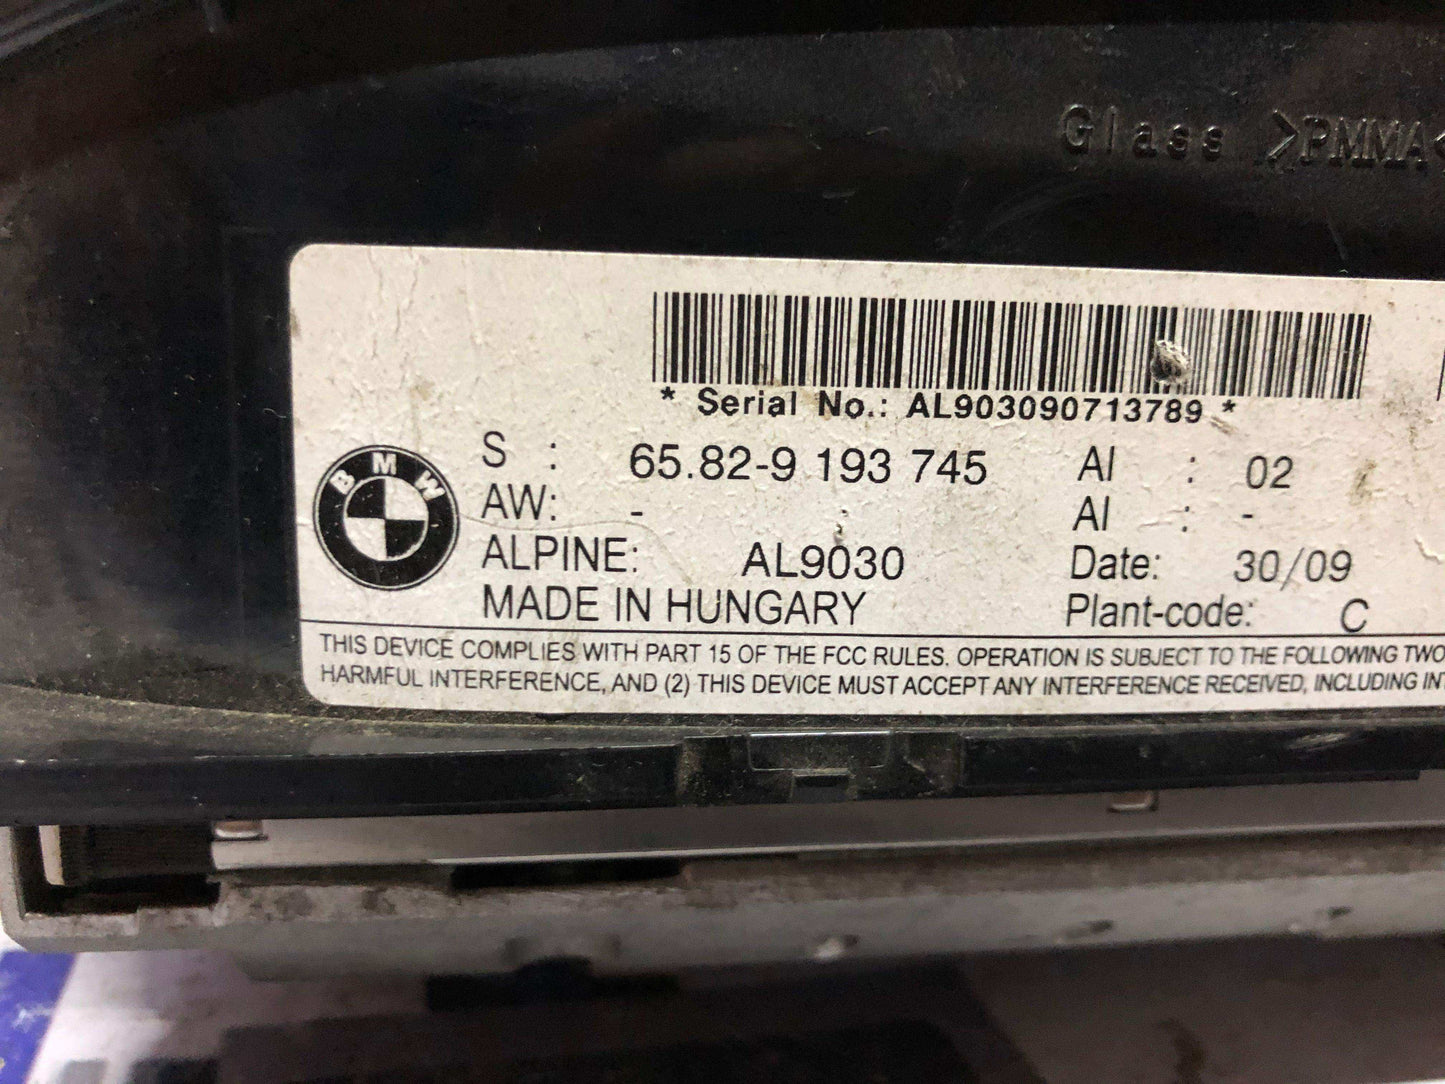 Glass >PMMA<
* Serial No.: AL903090713789 *
BMW
S : 65.82-9 193 745 AI : 02
AW: - AI : -
ALPINE: AL9030 Date: 30/09
MADE IN HUNGARY Plant-code: C
THIS DEVICE COMPLIES WITH PART 15 OF THE FCC RULES. OPERATION IS SUBJECT TO THE FOLLOWING TWO
HARMFUL INTERFERENCE, AND (2) THIS DEVICE MUST ACCEPT ANY INTERFERENCE RECEIVED, INCLUDING